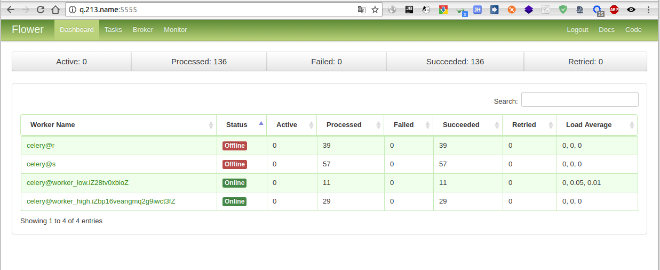 q.213.name:5555
Flower Dashboard Tasks Broker Monitor Logout Docs Code
Active: 0 Processed: 136 Failed: 0 Succeeded: 136 Retried: 0
Search:
Worker Name Status Active Processed Failed Succeeded Retried Load Average
celery@r Offline 0 39 0 39 0 0, 0, 0
celery@s Offline 0 57 0 57 0 0, 0, 0
celery@worker_low.iZ28tv0xbloZ Online 0 11 0 11 0 0, 0.05, 0.01
Online 0 29 0 29 0 0, 0, 0
Showing 1 to 4 of 4 entries